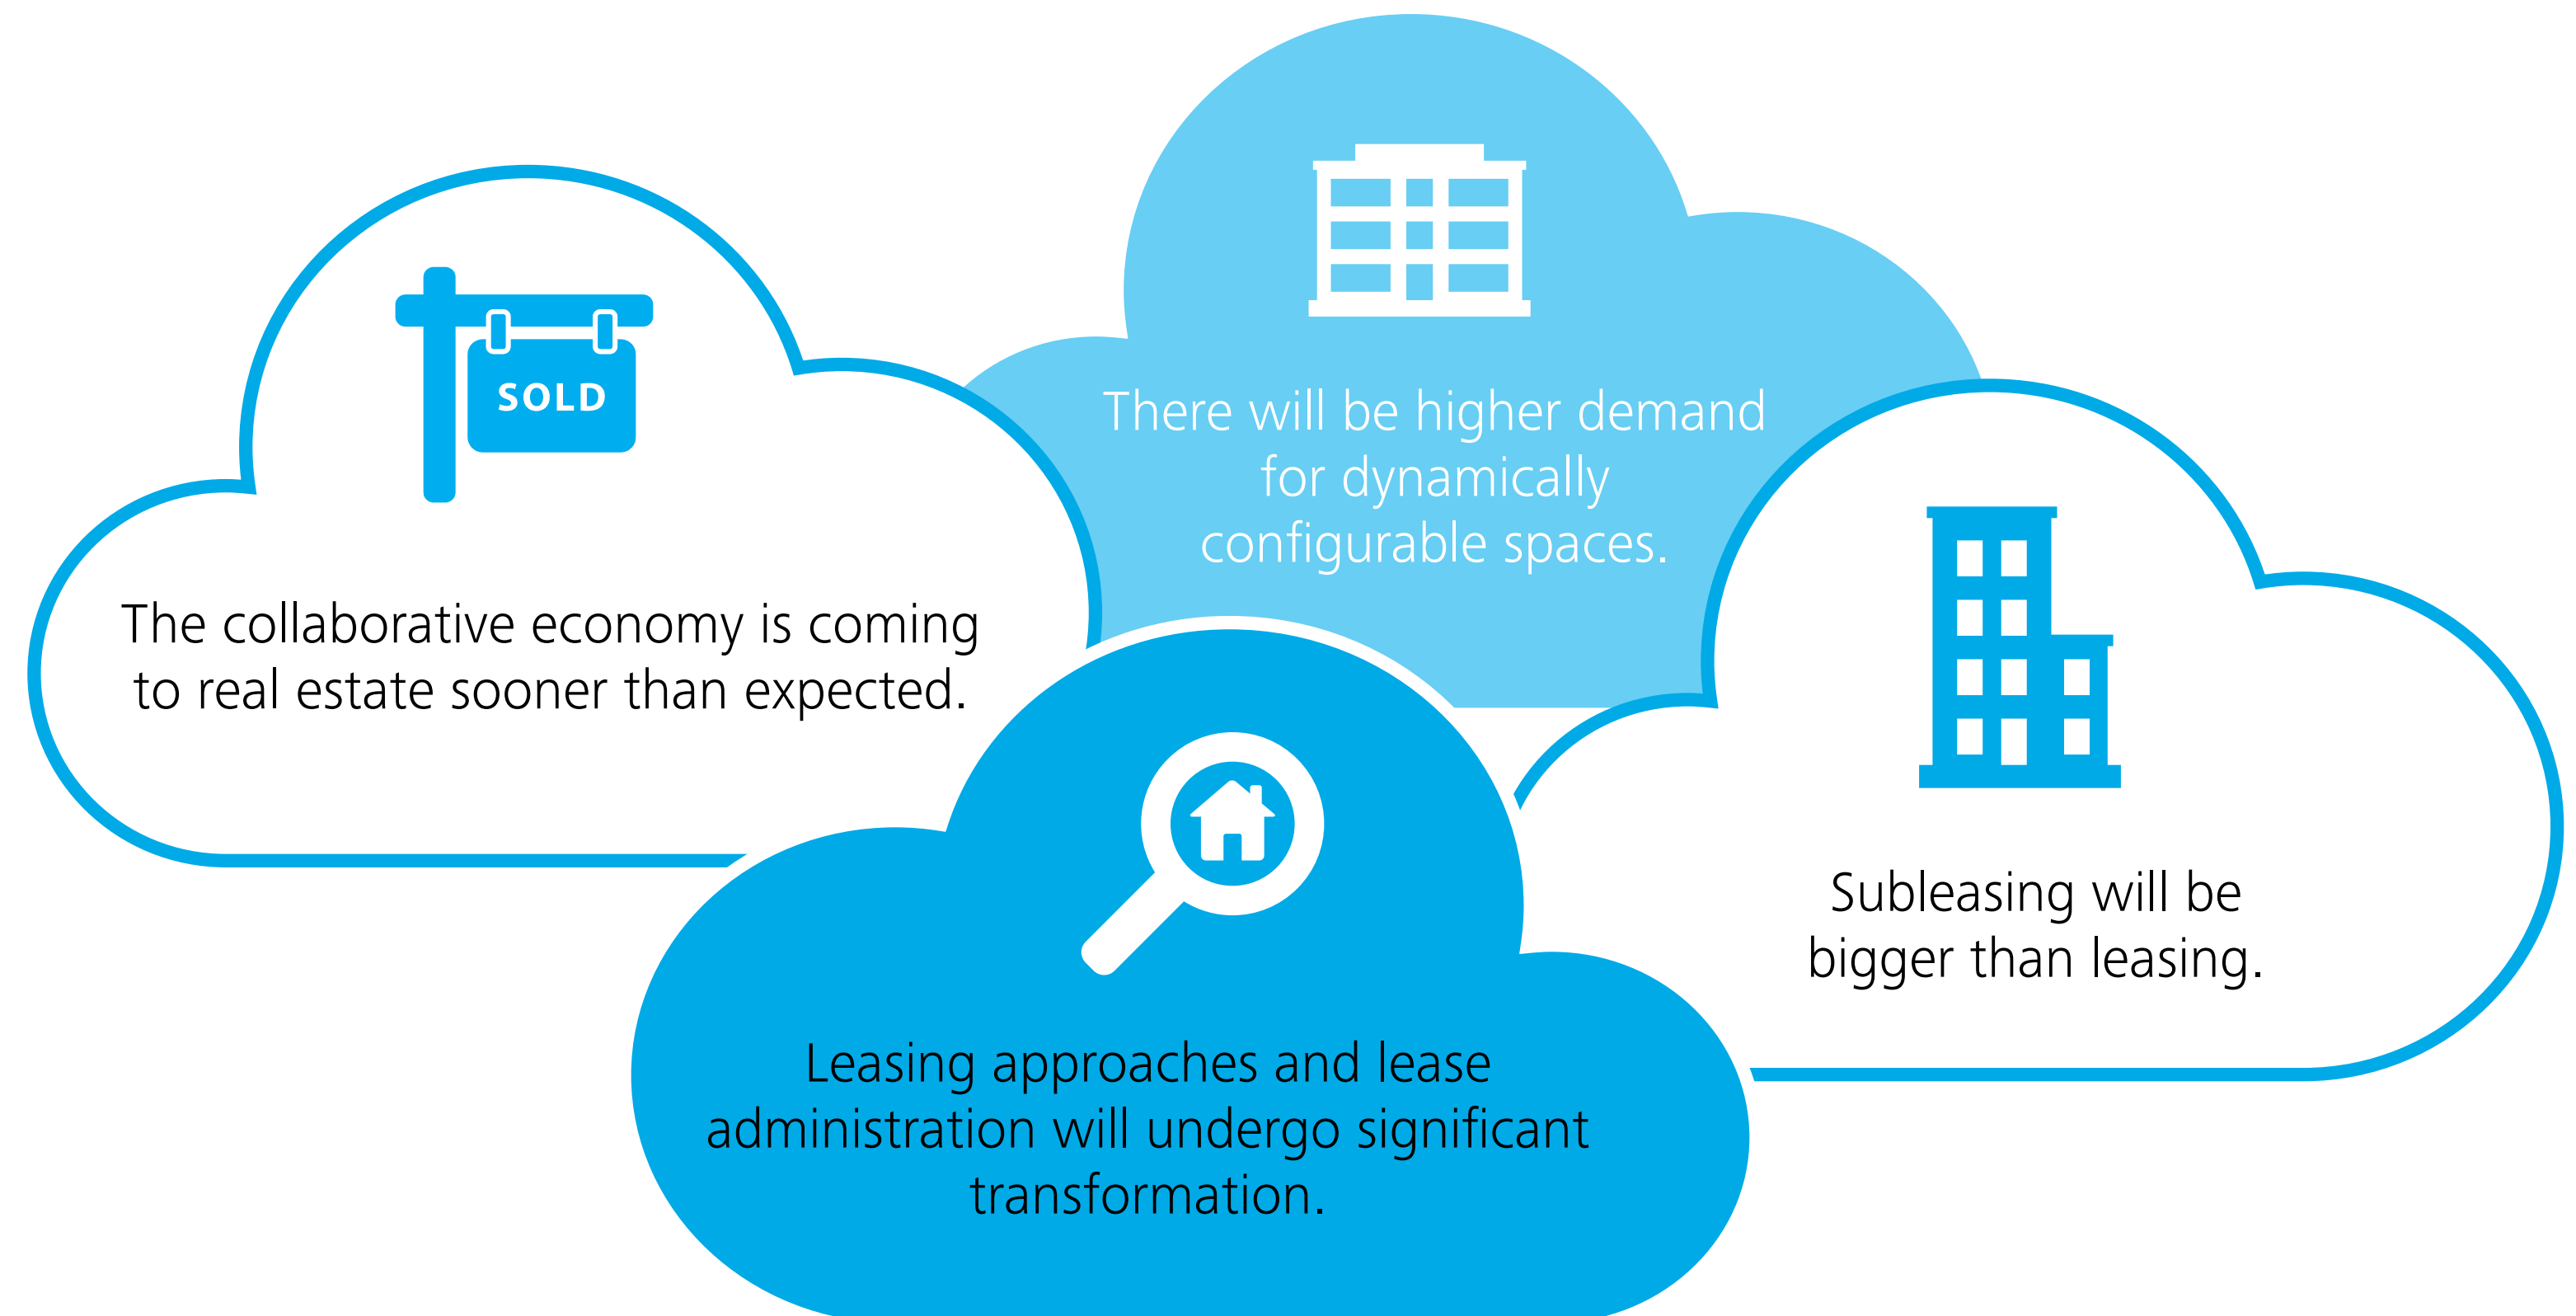 SOLD
The collaborative economy is coming
to real estate sooner than expected.
There will be higher demand
for dynamically
configurable spaces.
Subleasing will be
bigger than leasing.
Leasing approaches and lease
administration will undergo significant
transformation.